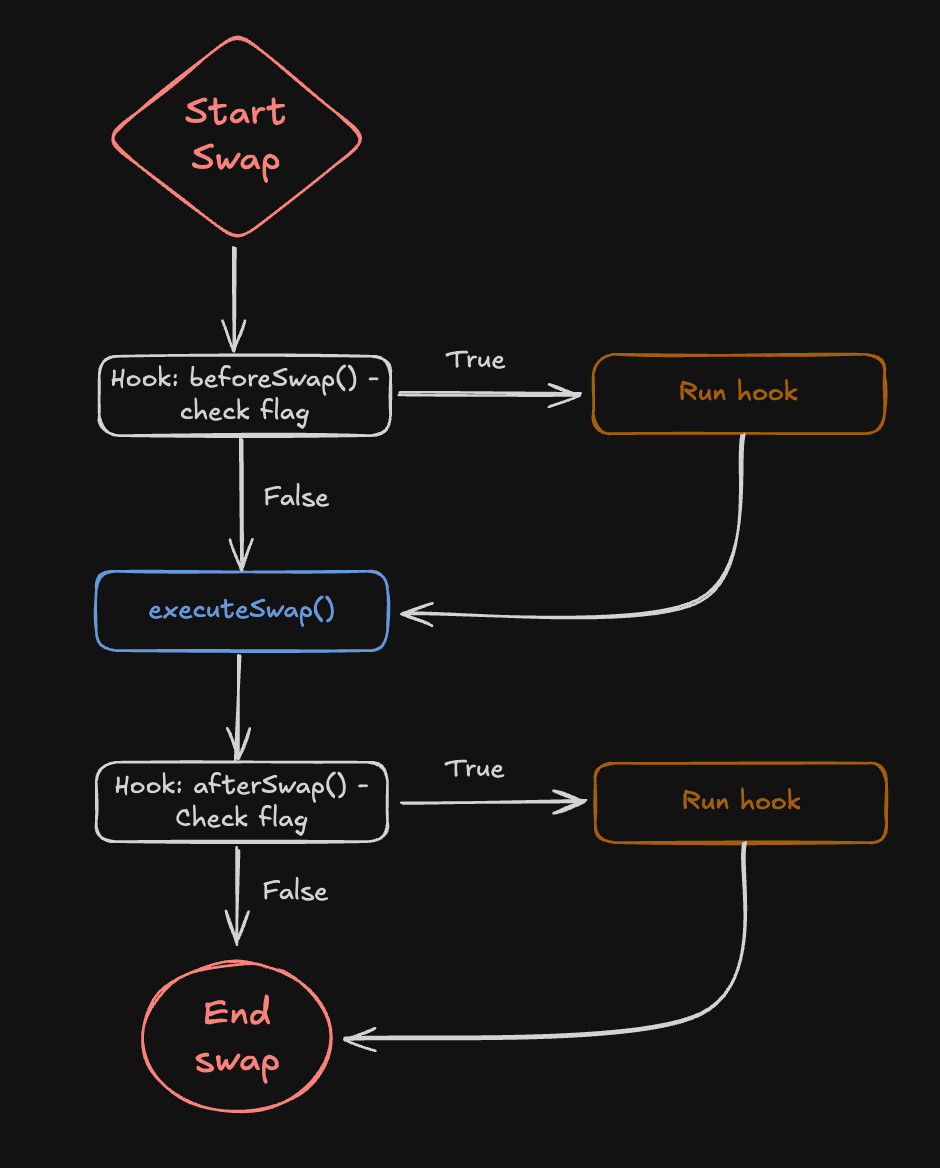 Start
Swap
Hook: beforeSwap() -
check flag
True
Run hook
False
executeSwap()
Hook: afterSwap() -
Check flag
True
Run hook
False
End
swap